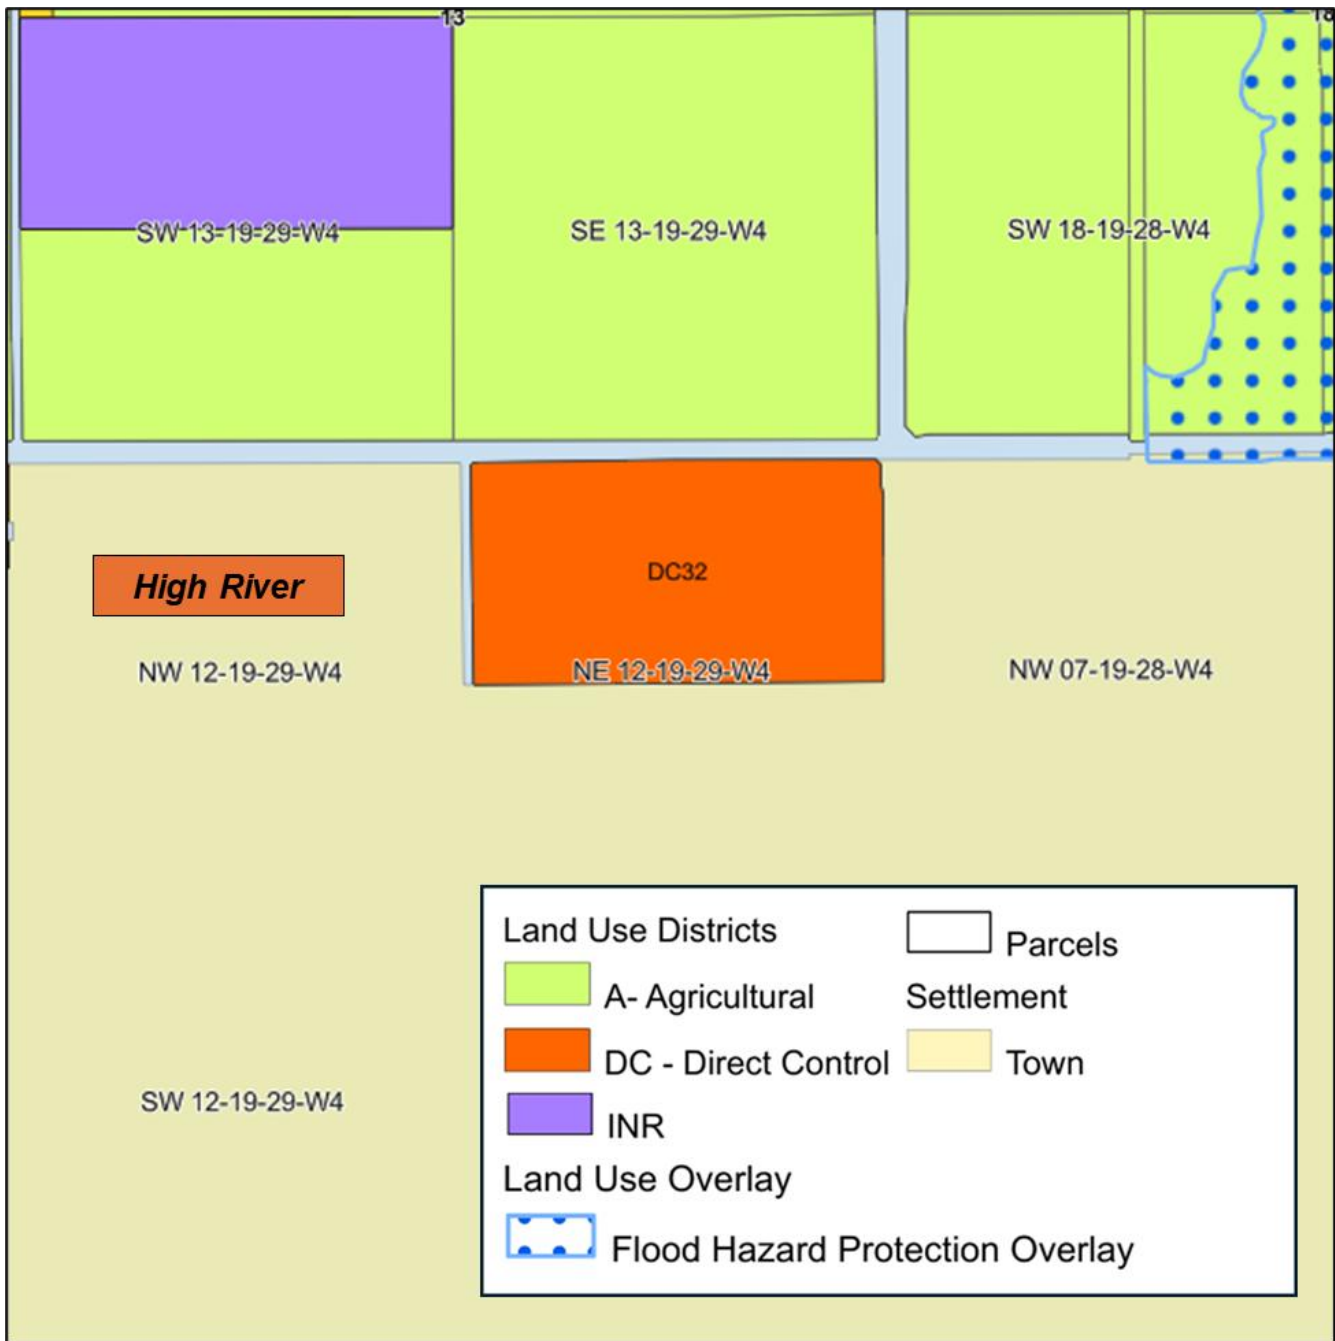 13
18
SW 13-19-29-W4
SE 13-19-29-W4
SW 18-19-28-W4
DC32
High River
NW 12-19-29-W4
NE 12-19-29-W4
NW 07-19-28-W4
SW 12-19-29-W4
Land Use Districts
A- Agricultural
DC - Direct Control
INR
Land Use Overlay
Flood Hazard Protection Overlay
Parcels
Settlement
Town